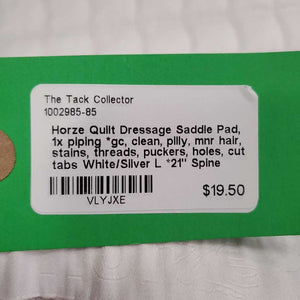 The Tack Collector
1002985-85
Horze Quilt Dressage Saddle Pad,
1x piping *gc, clean, pilly, mnr hair,
stains, threads, puckers, holes, cut
tabs White/Silver L *21" Spine
$19.50
VLYJXE